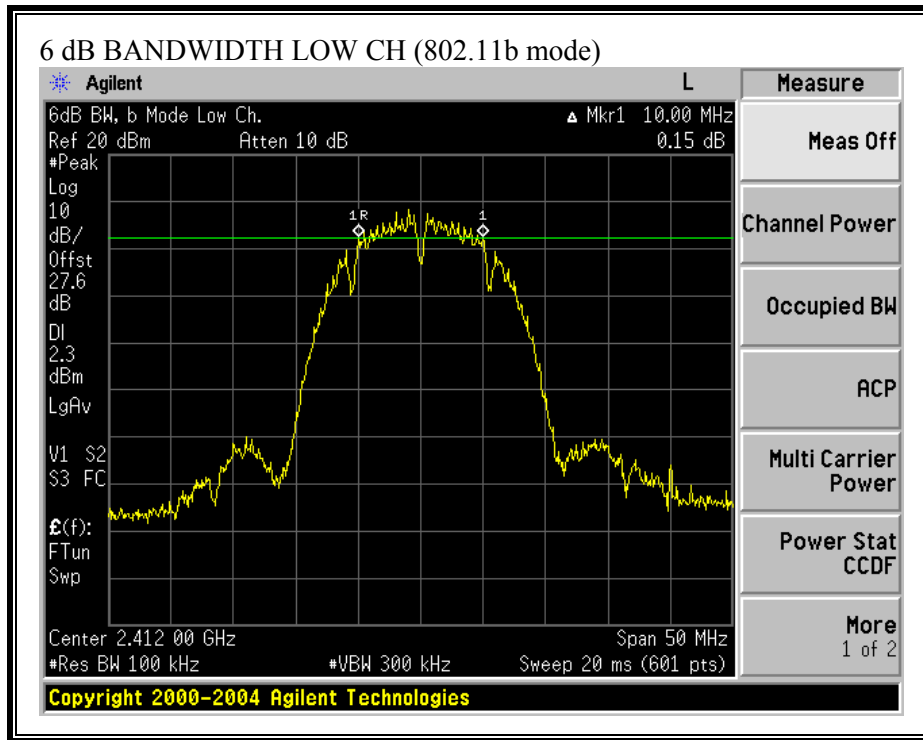 6 dB BANDWIDTH LOW CH (802.11b mode)
Agilent L
6dB BW, b Mode Low Ch. Δ Mkr1 10.00 MHz
Ref 20 dBm Atten 10 dB 0.15 dB
#Peak
Log
10
dB/
Offst
27.6
dB
DI
2.3
dBm
LgAv
V1 S2
S3 FC
£(f):
FTun
Swp
1R 1
Center 2.412 00 GHz Span 50 MHz
#Res BW 100 kHz #VBW 300 kHz Sweep 20 ms (601 pts)
Copyright 2000-2004 Agilent Technologies
Measure
Meas Off
Channel Power
Occupied BW
ACP
Multi Carrier
Power
Power Stat
CCDF
More
1 of 2